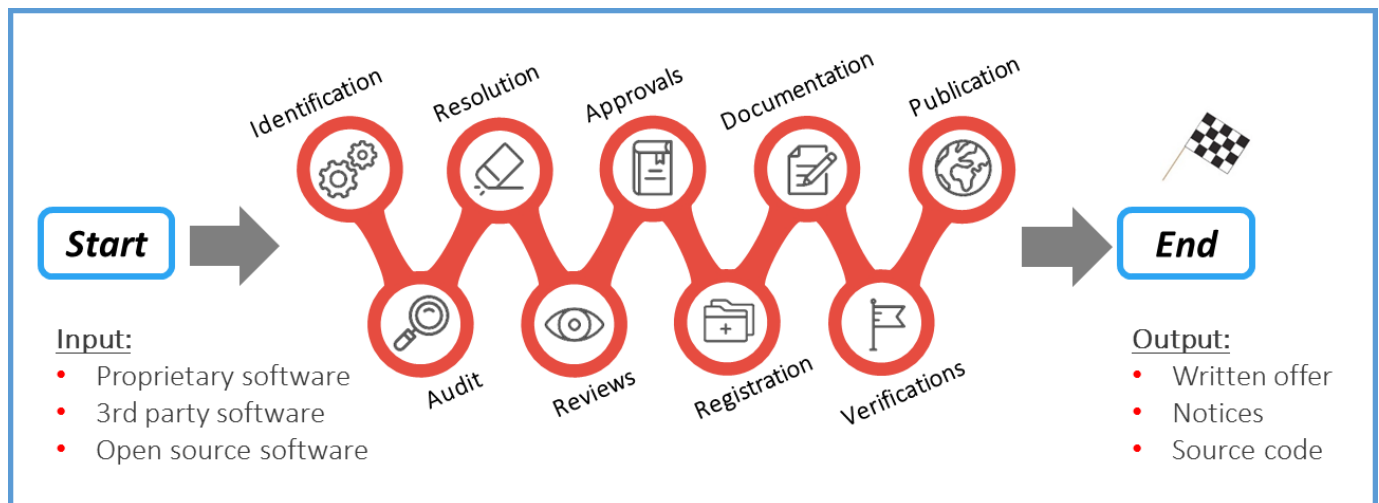 Identification
Resolution
Approvals
Documentation
Publication
Start
End
Audit
Reviews
Registration
Verifications
Input:
• Proprietary software
• 3rd party software
• Open source software
Output:
• Written offer
• Notices
• Source code